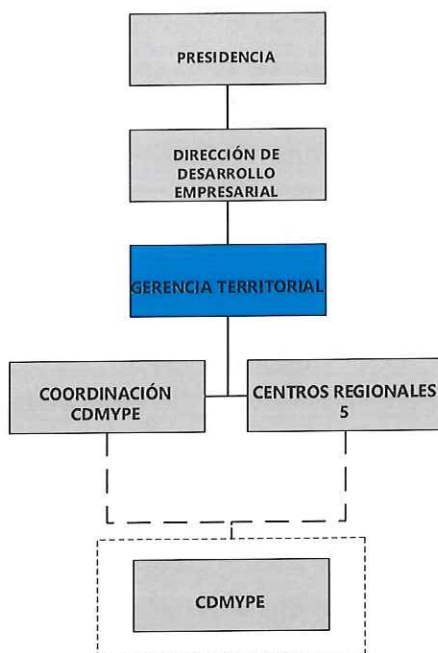 PRESIDENCIA
DIRECCIÓN DE
DESARROLLO
EMPRESARIAL
GERENCIA TERRITORIAL
COORDINACIÓN
CDMYPE
CENTROS REGIONALES
5
CDMYPE